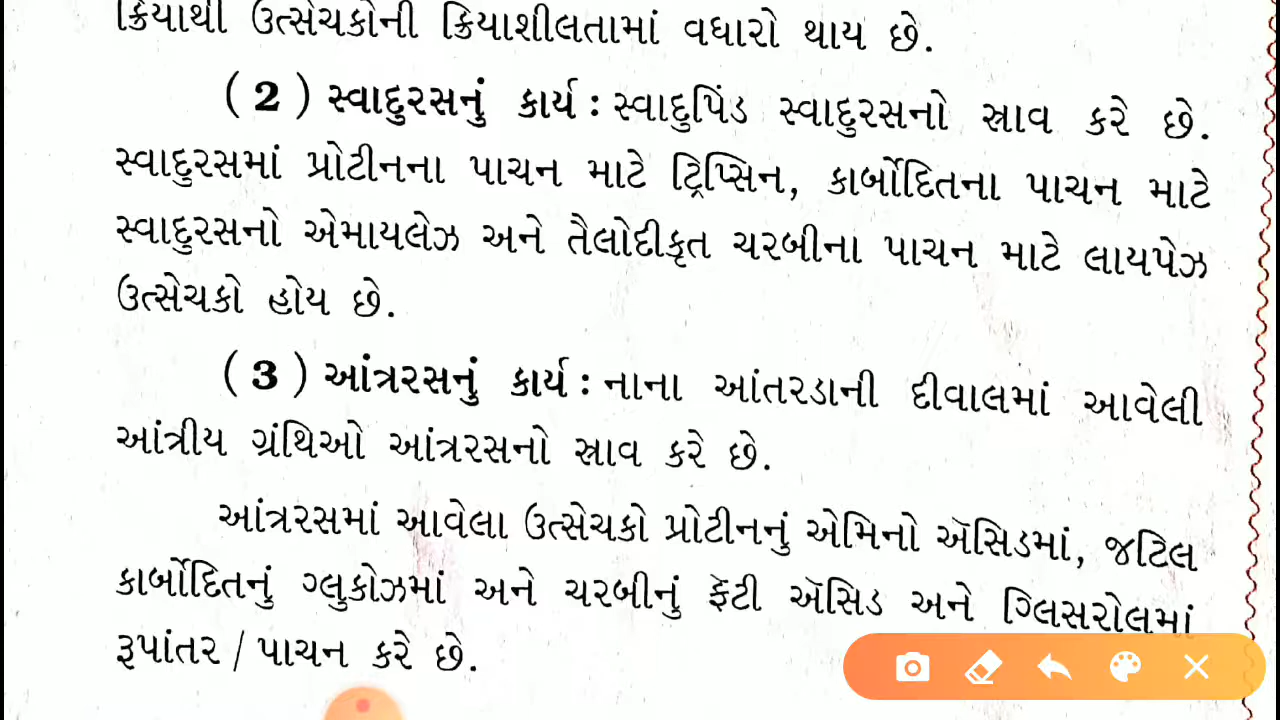 ક્રિયાથી ઉત્સેચકોની ક્રિયાશીલતામાં વધારો થાય છે.
( 2 ) સ્વાદુરસનું કાર્ય : સ્વાદુપિંડ સ્વાદુરસનો સ્રાવ કરે છે.
સ્વાદુરસમાં પ્રોટીનના પાચન માટે ટ્રિપ્સિન, કાર્બોદિતના પાચન માટે
સ્વાદુરસનો એમાયલેઝ અને તૈલોદીકૃત ચરબીના પાચન માટે લાયપેઝ
ઉત્સેચકો હોય છે.
( 3 ) આંત્રરસનું કાર્ય : નાના આંતરડાની દીવાલમાં આવેલી
આંત્રીય ગ્રંથિઓ આંત્રરસનો સ્રાવ કરે છે.
આંત્રરસમાં આવેલા ઉત્સેચકો પ્રોટીનનું એમિનો ઍસિડમાં, જટિલ
કાર્બોદિતનું ગ્લુકોઝમાં અને ચરબીનું ફૅટી ઍસિડ અને ગ્લિસરોલમાં
રૂપાંતર / પાચન કરે છે.